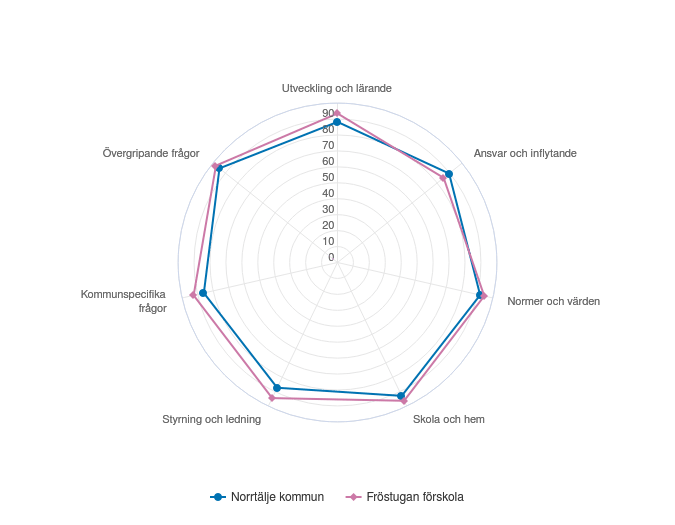 Utveckling och lärande
90
80
70
60
50
40
30
20
10
0
Övergripande frågor
Ansvar och inflytande
Kommunspecifika
frågor
Normer och värden
Styrning och ledning
Skola och hem
Norrtälje kommun
Fröstugan förskola